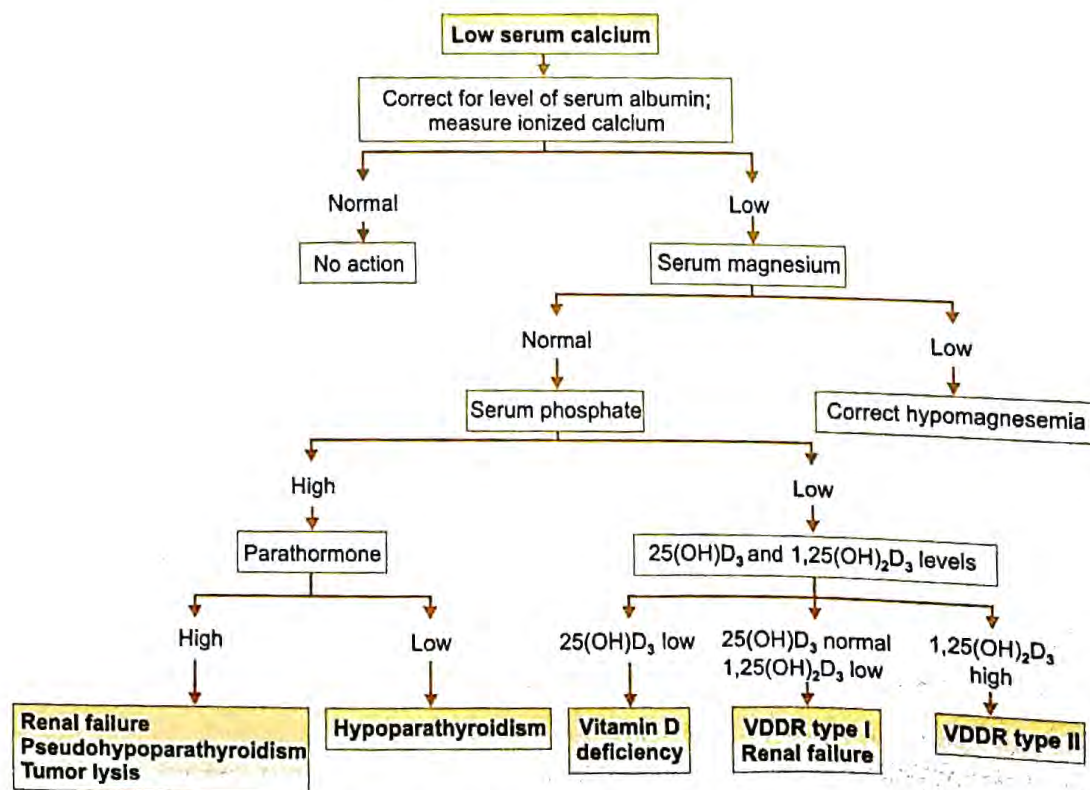 Low serum calcium
Correct for level of serum albumin;
measure ionized calcium
Normal
Low
No action
Serum magnesium
Normal
Low
Serum phosphate
Correct hypomagnesemia
High
Low
Parathormone
25(OH)D₃ and 1,25(OH)₂D₃ levels
High
Low
25(OH)D₃ low
25(OH)D₃ normal
1,25(OH)₂D₃ low
1,25(OH)₂D₃
high
Renal failure
Pseudohypoparathyroidism
Tumor lysis
Hypoparathyroidism
Vitamin D
deficiency
VDDR type I
Renal failure
VDDR type II